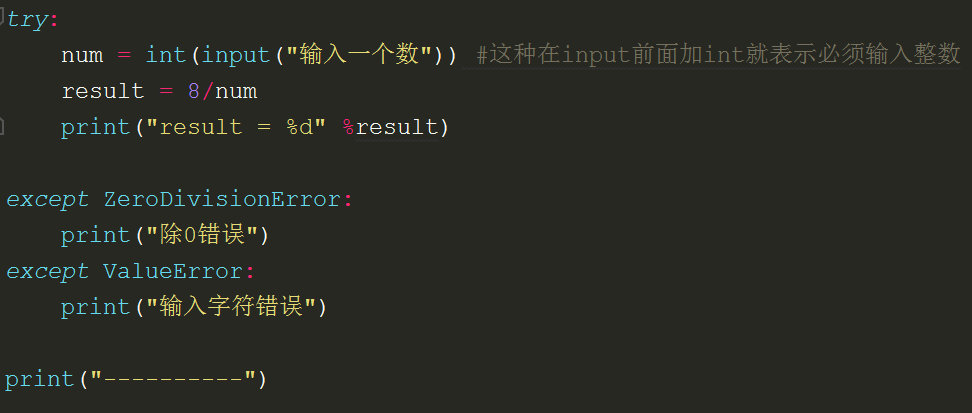 try:
    num = int(input("输入一个数")) #这种在input前面加int就表示必须输入整数
    result = 8/num
    print("result = %d" %result)
except ZeroDivisionError:
    print("除0错误")
except ValueError:
    print("输入字符错误")
print("----------")